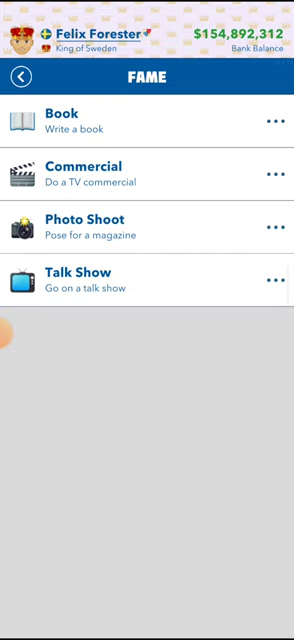 Felix Forester
$154,892,312
King of Sweden
Bank Balance
FAME
Book
Write a book
Commercial
Do a TV commercial
Photo Shoot
Pose for a magazine
Talk Show
Go on a talk show